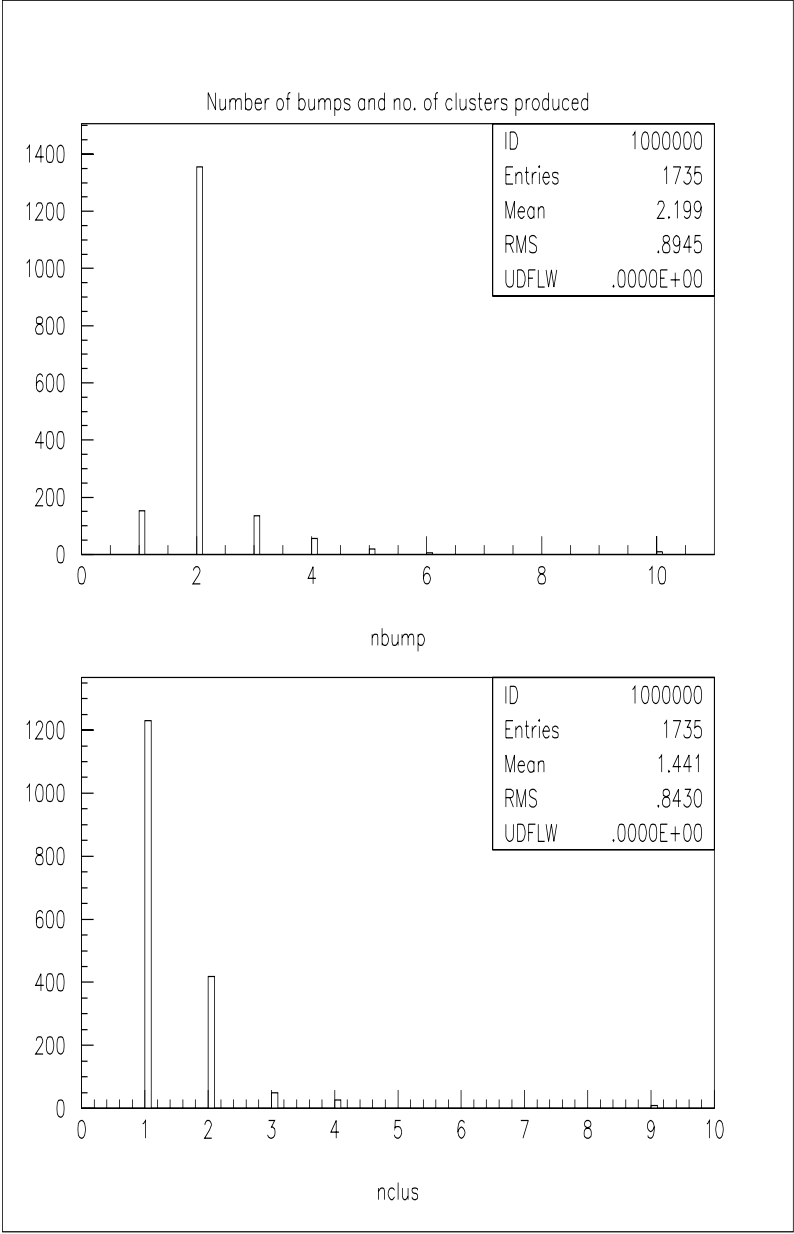 Number of bumps and no. of clusters produced
ID 1000000
Entries 1735
Mean 2.199
RMS .8945
UDFLW .0000E+00
1400
1200
1000
800
600
400
200
0
0 2 4 6 8 10
nbump
ID 1000000
Entries 1735
Mean 1.441
RMS .8430
UDFLW .0000E+00
1200
1000
800
600
400
200
0
0 1 2 3 4 5 6 7 8 9 10
nclus